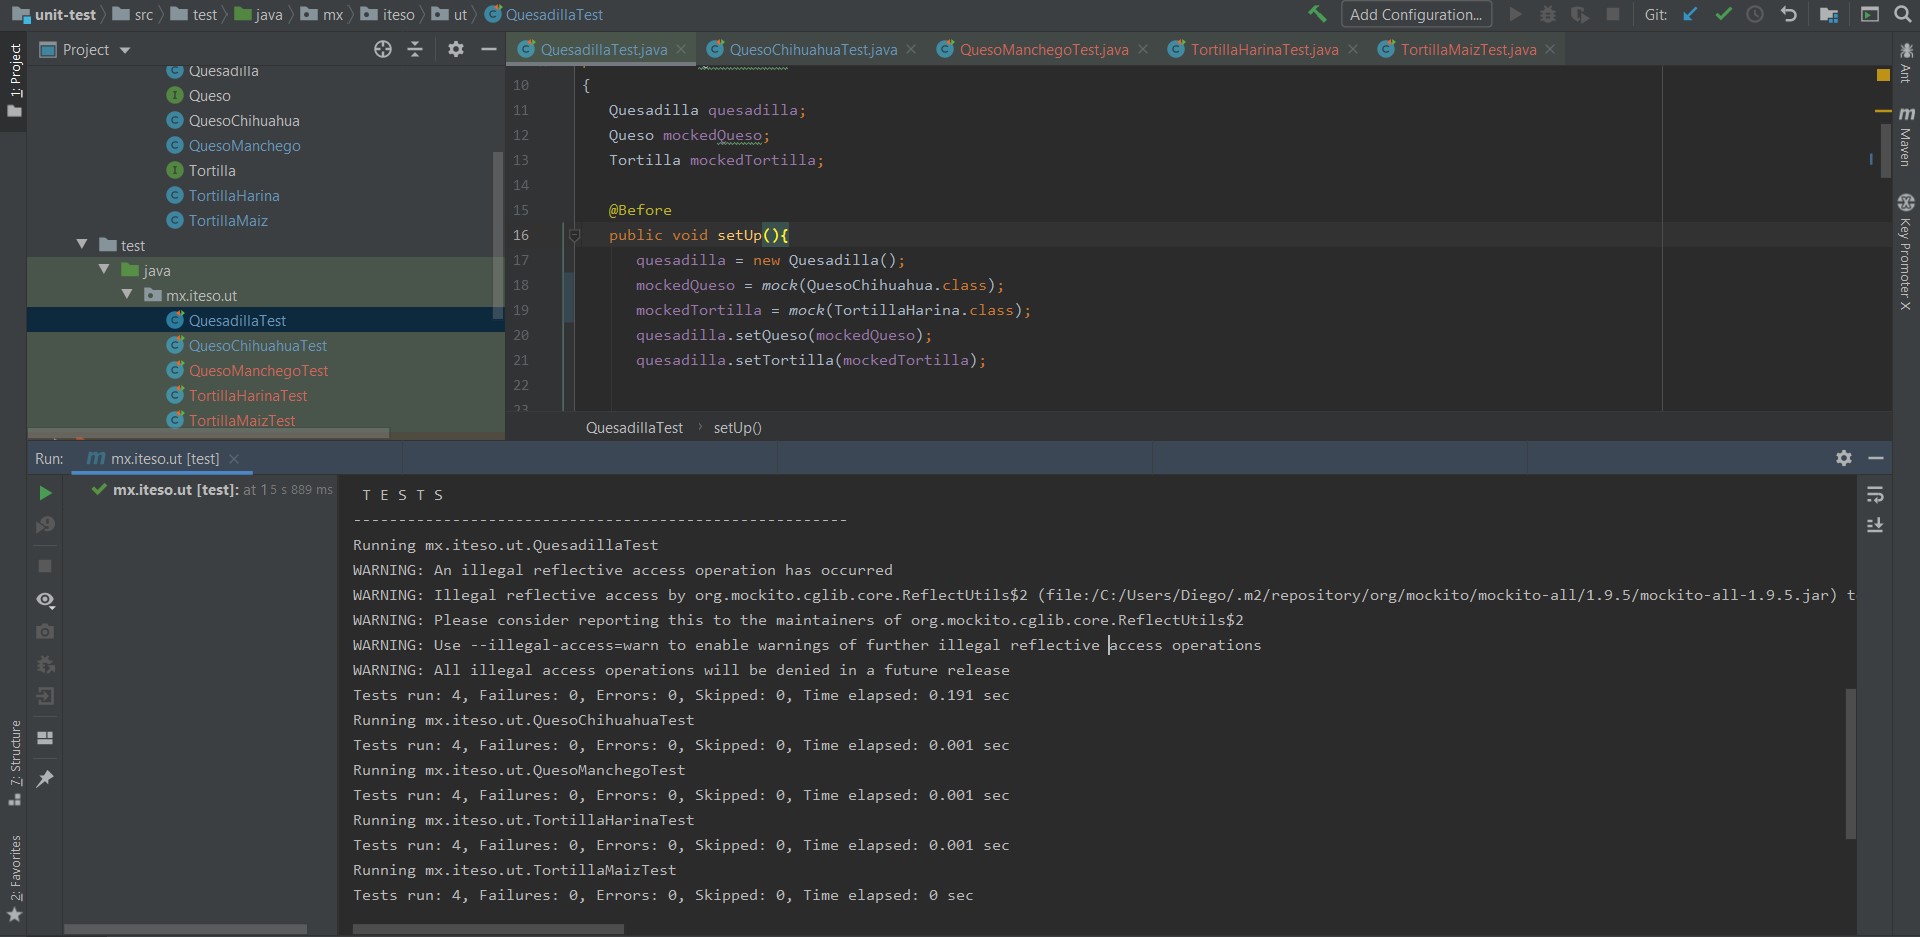 unit-test src test java mx iteso ut QuesadillaTest Add Configuration... Git:
1: Project
Project
QuesadillaTest.java QuesoChihuahuaTest.java QuesoManchegoTest.java TortillaHarinaTest.java TortillaMaizTest.java
Quesadilla
Queso
QuesoChihuahua
QuesoManchego
Tortilla
TortillaHarina
TortillaMaiz
test
java
mx.iteso.ut
QuesadillaTest
QuesoChihuahuaTest
QuesoManchegoTest
TortillaHarinaTest
TortillaMaizTest
10 {
11 Quesadilla quesadilla;
12 Queso mockedQueso;
13 Tortilla mockedTortilla;
14
15 @Before
16 public void setUp(){
17 quesadilla = new Quesadilla();
18 mockedQueso = mock(QuesoChihuahua.class);
19 mockedTortilla = mock(TortillaHarina.class);
20 quesadilla.setQueso(mockedQueso);
21 quesadilla.setTortilla(mockedTortilla);
22
23
QuesadillaTest setUp()
Ant
Maven
Key Promoter X
Run: mx.iteso.ut [test]
mx.iteso.ut [test]: at 1 5 s 889 ms
T E S T S
-------------------------------------------------------
Running mx.iteso.ut.QuesadillaTest
WARNING: An illegal reflective access operation has occurred
WARNING: Illegal reflective access by org.mockito.cglib.core.ReflectUtils$2 (file:/C:/Users/Diego/.m2/repository/org/mockito/mockito-all/1.9.5/mockito-all-1.9.5.jar) t
WARNING: Please consider reporting this to the maintainers of org.mockito.cglib.core.ReflectUtils$2
WARNING: Use --illegal-access=warn to enable warnings of further illegal reflective access operations
WARNING: All illegal access operations will be denied in a future release
Tests run: 4, Failures: 0, Errors: 0, Skipped: 0, Time elapsed: 0.191 sec
Running mx.iteso.ut.QuesoChihuahuaTest
Tests run: 4, Failures: 0, Errors: 0, Skipped: 0, Time elapsed: 0.001 sec
Running mx.iteso.ut.QuesoManchegoTest
Tests run: 4, Failures: 0, Errors: 0, Skipped: 0, Time elapsed: 0.001 sec
Running mx.iteso.ut.TortillaHarinaTest
Tests run: 4, Failures: 0, Errors: 0, Skipped: 0, Time elapsed: 0.001 sec
Running mx.iteso.ut.TortillaMaizTest
Tests run: 4, Failures: 0, Errors: 0, Skipped: 0, Time elapsed: 0 sec
7: Structure
2: Favorites